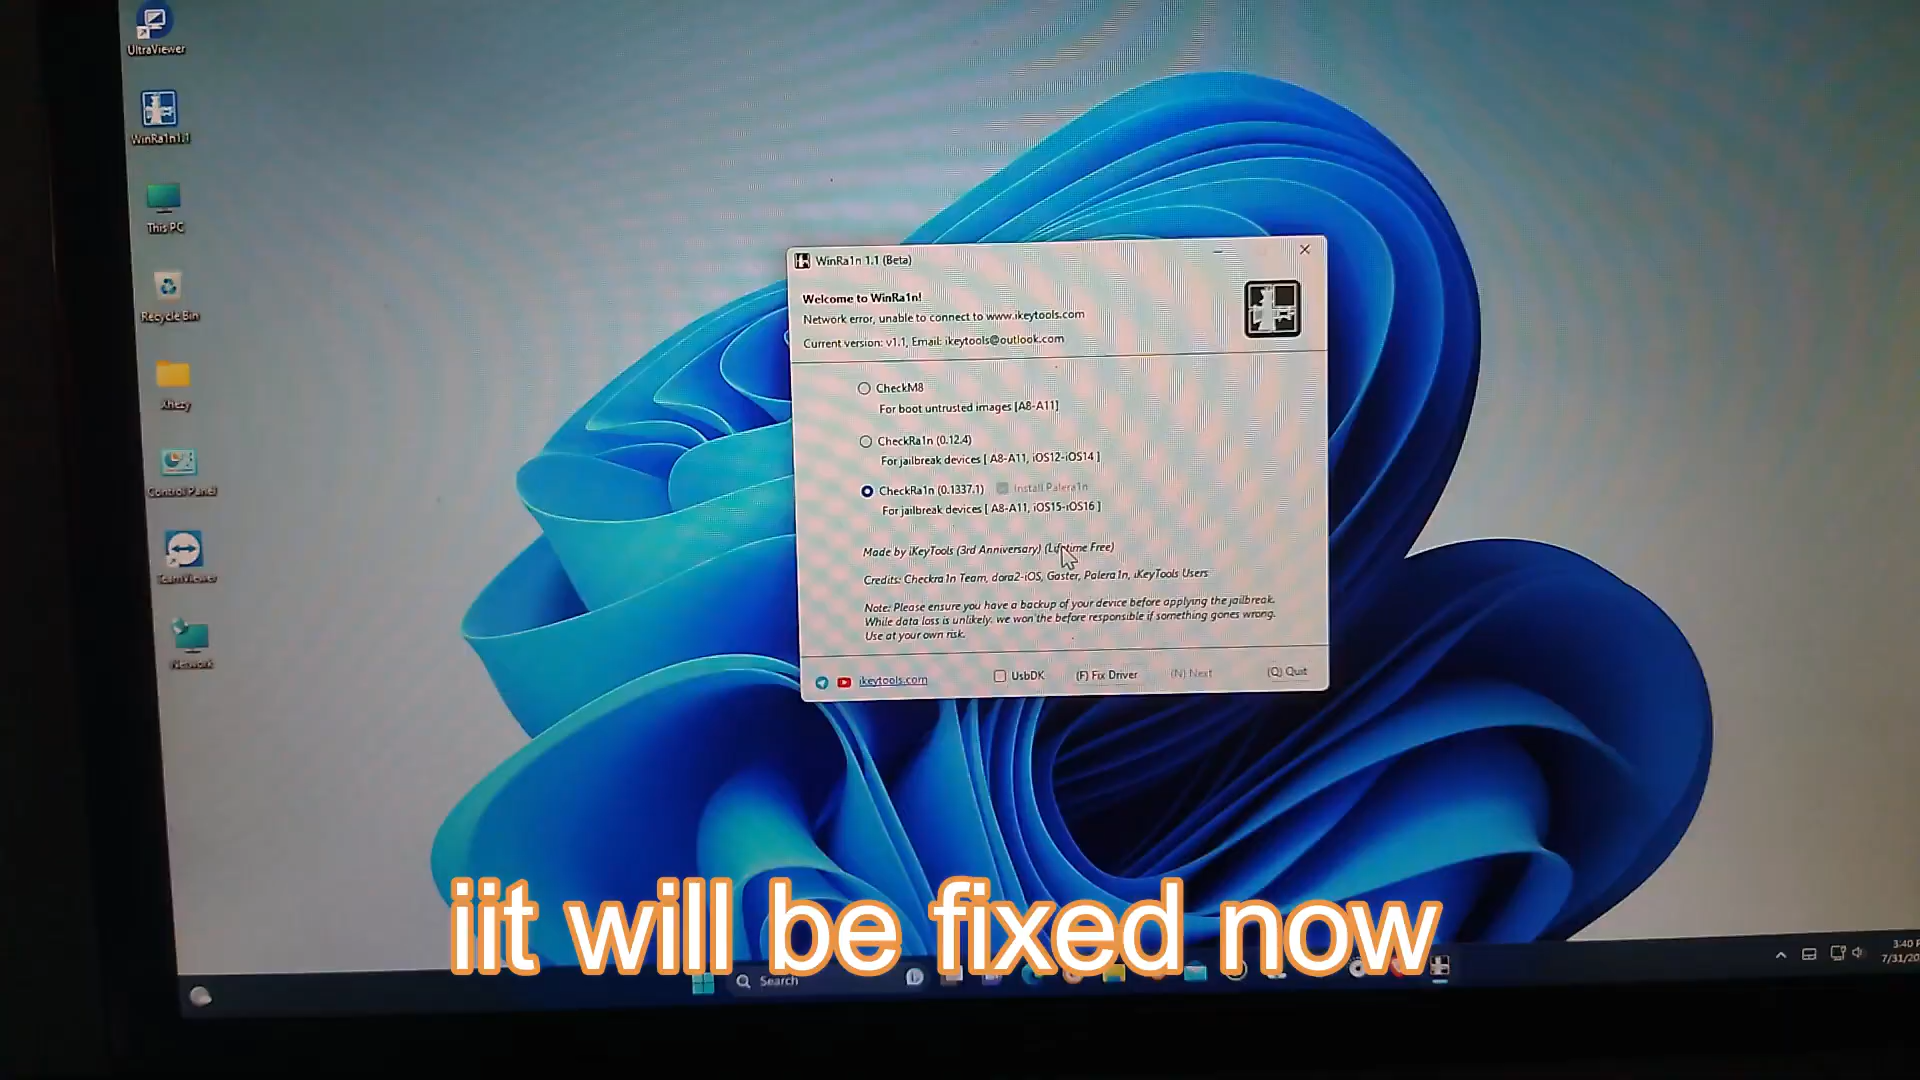 UltraViewer
WinRa1n1.1
This PC
Recycle Bin
Control Panel
TeamViewer
Network
WinRa1n 1.1 (Beta)
Welcome to WinRa1n!
Network error, unable to connect to www.ikeytools.com
Current version: v1.1, Email: ikeytools@outlook.com
CheckM8
For boot untrusted images [A8-A11]
CheckRa1n (0.12.4)
For jailbreak devices [ A8-A11, iOS12-iOS14 ]
CheckRa1n (0.1337.1) Install Palera1n
For jailbreak devices [ A8-A11, iOS15-iOS16 ]
Made by iKeyTools (3rd Anniversary) (Lifetime Free)
Credits: Checkra1n Team, dora2-iOS, Gaster, Palera1n, iKeyTools Users
Note: Please ensure you have a backup of your device before applying the jailbreak.
While data loss is unlikely, we won the before responsible if something gones wrong.
Use at your own risk.
ikeytools.com UsbDK (F) Fix Driver (N) Next (Q) Quit
iit will be fixed now
Search
3:40
7/31/20